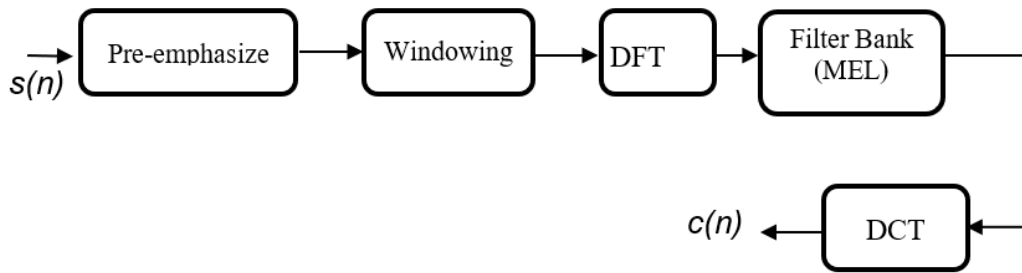 Pre-emphasize
Windowing
DFT
Filter Bank
(MEL)
s(n)
c(n)
DCT